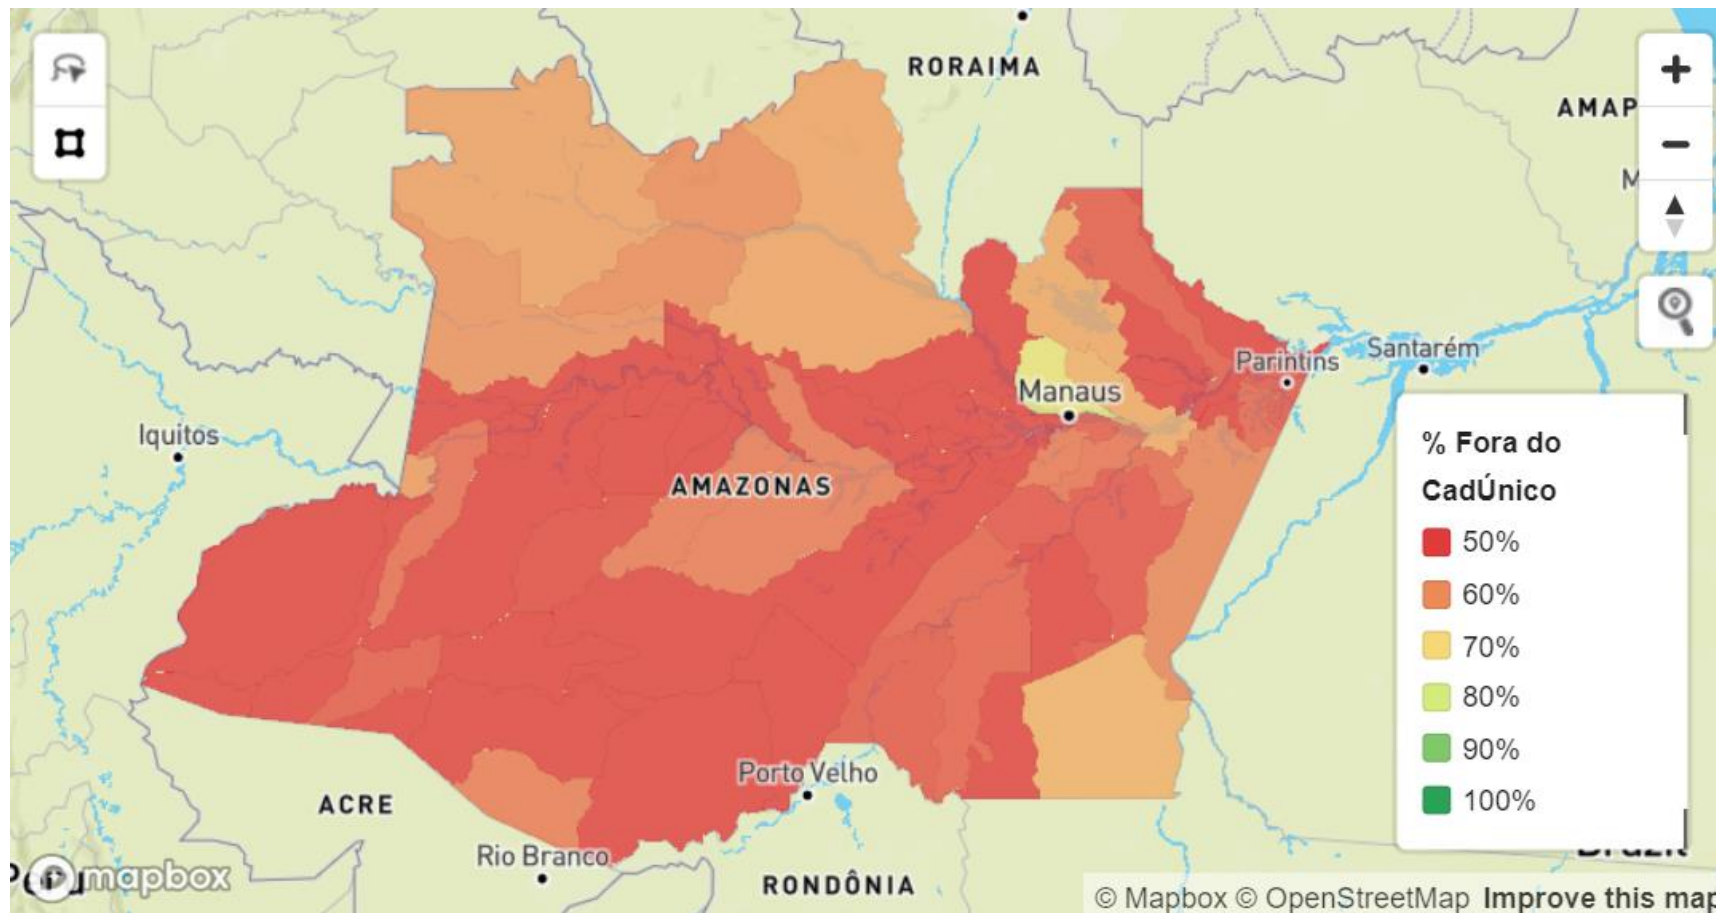 RORAIMA
AMAP
M
Parintins
Santarém
Manaus
Iquitos
AMAZONAS
% Fora do
CadÚnico
50%
60%
70%
80%
90%
100%
Porto Velho
ACRE
Rio Branco
RONDÔNIA
mapbox
© Mapbox © OpenStreetMap Improve this map